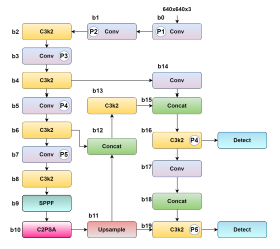 640x640x3
b1
b0
P2 Conv
P1 Conv
b2
C3k2
b3
Conv P3
b14
b4
C3k2
Conv
b13
b5
Conv P4
C3k2
b15
Concat
b12
b6
C3k2
Concat
b16
C3k2 P4
Detect
b7
Conv P5
b17
Conv
b8
C3k2
b9
SPPF
b18
Concat
b11
b10
C2PSA
Upsample
b19
C3k2 P5
Detect